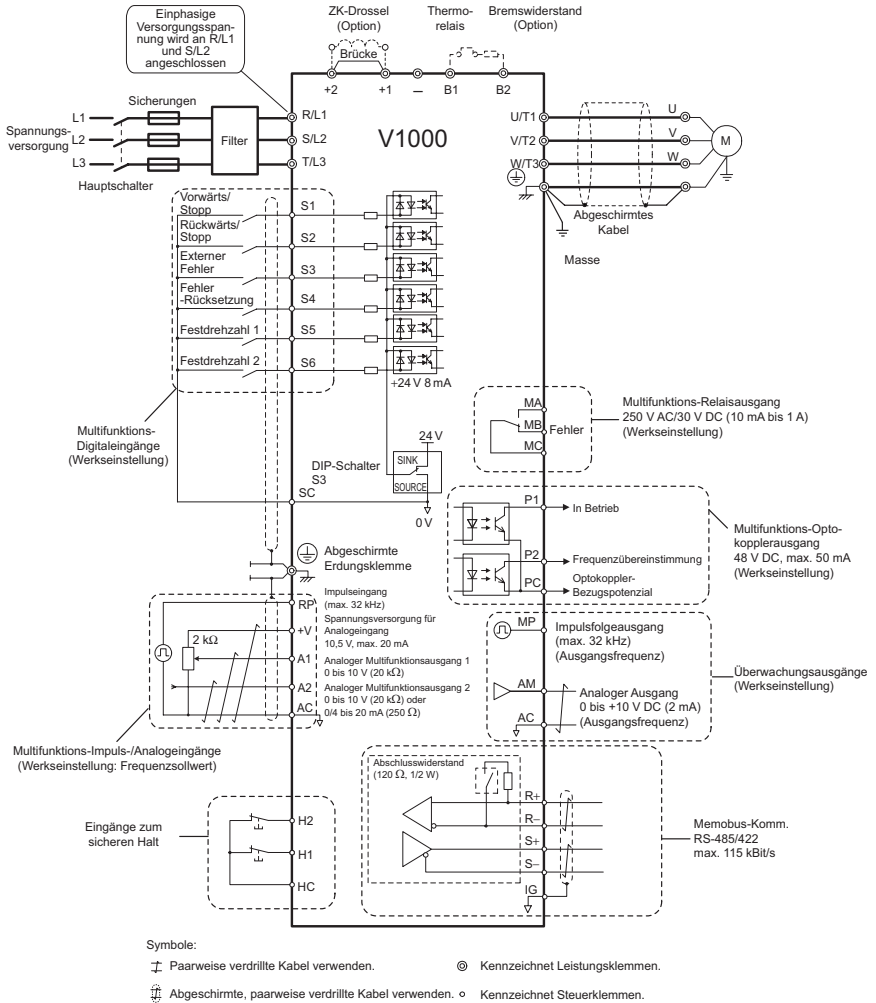 Einphasige
Versorgungsspan-
nung wird an R/L1
und S/L2
angeschlossen
ZK-Drossel
(Option)
Brücke
Thermo-
relais
Bremswiderstand
(Option)
+2
+1
–
B1
B2
Spannungs-
versorgung
L1
L2
L3
Sicherungen
Hauptschalter
Filter
R/L1
S/L2
T/L3
V1000
U/T1
V/T2
W/T3
U
V
W
M
Abgeschirmtes
Kabel
Masse
Vorwärts/
Stopp
S1
Rückwärts/
Stopp
S2
Externer
Fehler
S3
Fehler
-Rücksetzung
S4
Festdrehzahl 1
S5
Festdrehzahl 2
S6
+24 V 8 mA
Multifunktions-
Digitaleingänge
(Werkseinstellung)
DIP-Schalter
S3
24 V
SINK
SOURCE
0 V
SC
MA
MB
MC
Fehler
Multifunktions-Relaisausgang
250 V AC/30 V DC (10 mA bis 1 A)
(Werkseinstellung)
P1
In Betrieb
P2
Frequenzübereinstimmung
PC
Optokoppler-
Bezugspotenzial
Multifunktions-Opto-
kopplerausgang
48 V DC, max. 50 mA
(Werkseinstellung)
Abgeschirmte
Erdungsklemme
RP
Impulseingang
(max. 32 kHz)
+V
Spannungsversorgung für
Analogeingang
10,5 V, max. 20 mA
2 kΩ
A1
Analoger Multifunktionsausgang 1
0 bis 10 V (20 kΩ)
A2
Analoger Multifunktionsausgang 2
0 bis 10 V (20 kΩ) oder
0/4 bis 20 mA (250 Ω)
AC
Multifunktions-Impuls-/Analogeingänge
(Werkseinstellung: Frequenzsollwert)
MP
Impulsfolgeausgang
(max. 32 kHz)
(Ausgangsfrequenz)
AM
Analoger Ausgang
0 bis +10 V DC (2 mA)
(Ausgangsfrequenz)
AC
Überwachungsausgänge
(Werkseinstellung)
Eingänge zum
sicheren Halt
H2
H1
HC
Abschlusswiderstand
(120 Ω, 1/2 W)
R+
R–
S+
S–
IG
Memobus-Komm.
RS-485/422
max. 115 kBit/s
Symbole:
Paarweise verdrillte Kabel verwenden.
Kennzeichnet Leistungsklemmen.
Abgeschirmte, paarweise verdrillte Kabel verwenden.
Kennzeichnet Steuerklemmen.